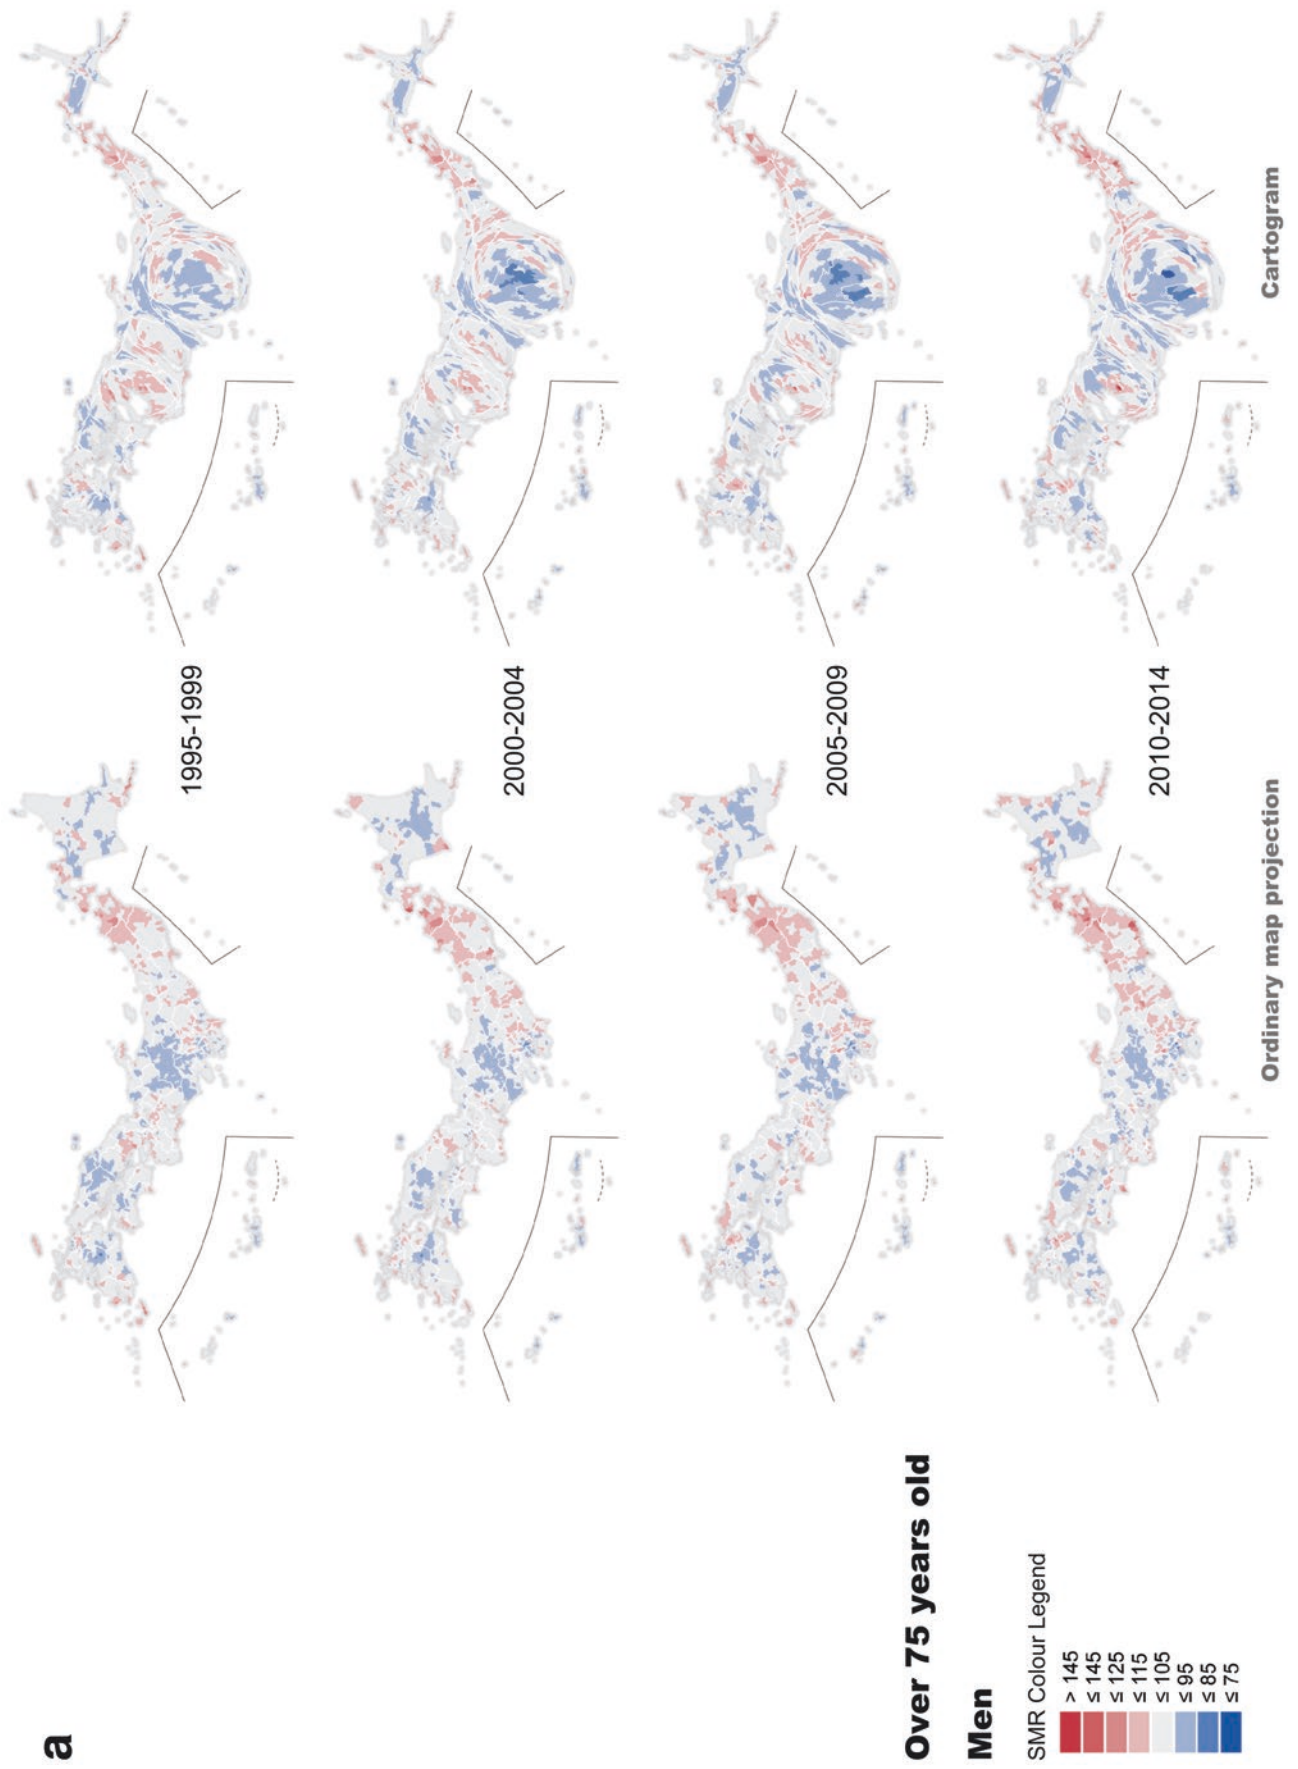 a
1995-1999
2000-2004
2005-2009
2010-2014
Over 75 years old
Men
SMR Colour Legend
> 145
≤ 145
≤ 125
≤ 115
≤ 105
≤ 95
≤ 85
≤ 75
Ordinary map projection
Cartogram